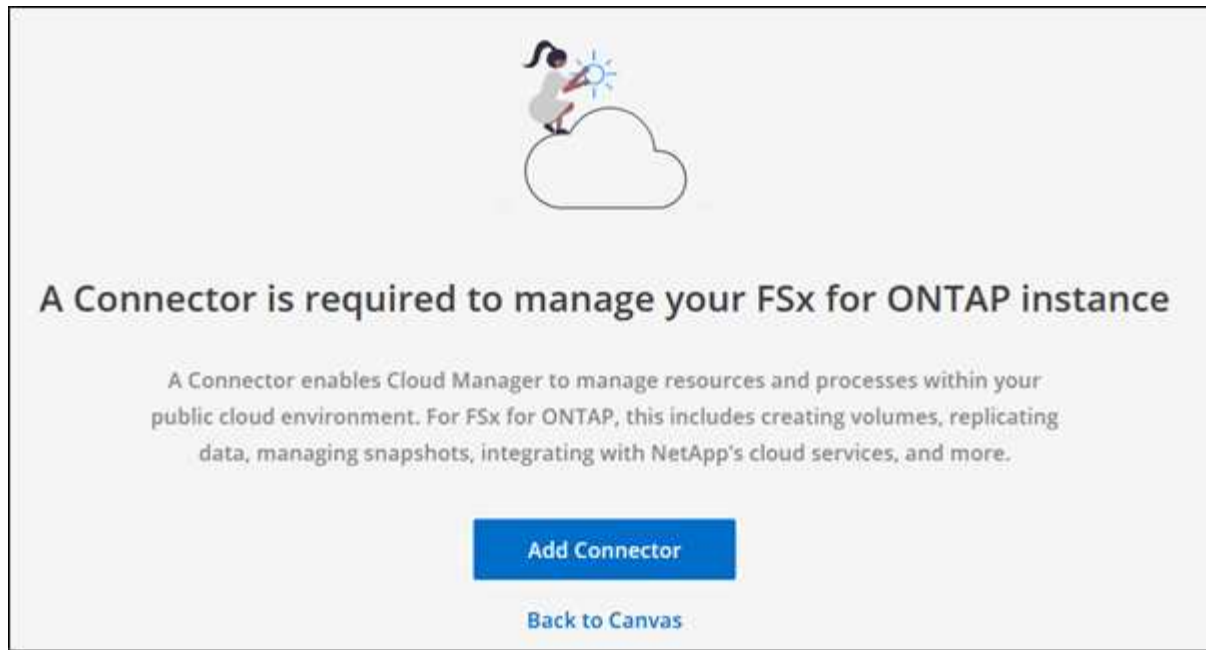 A Connector is required to manage your FSx for ONTAP instance
A Connector enables Cloud Manager to manage resources and processes within your
public cloud environment. For FSx for ONTAP, this includes creating volumes, replicating
data, managing snapshots, integrating with NetApp's cloud services, and more.
Add Connector
Back to Canvas